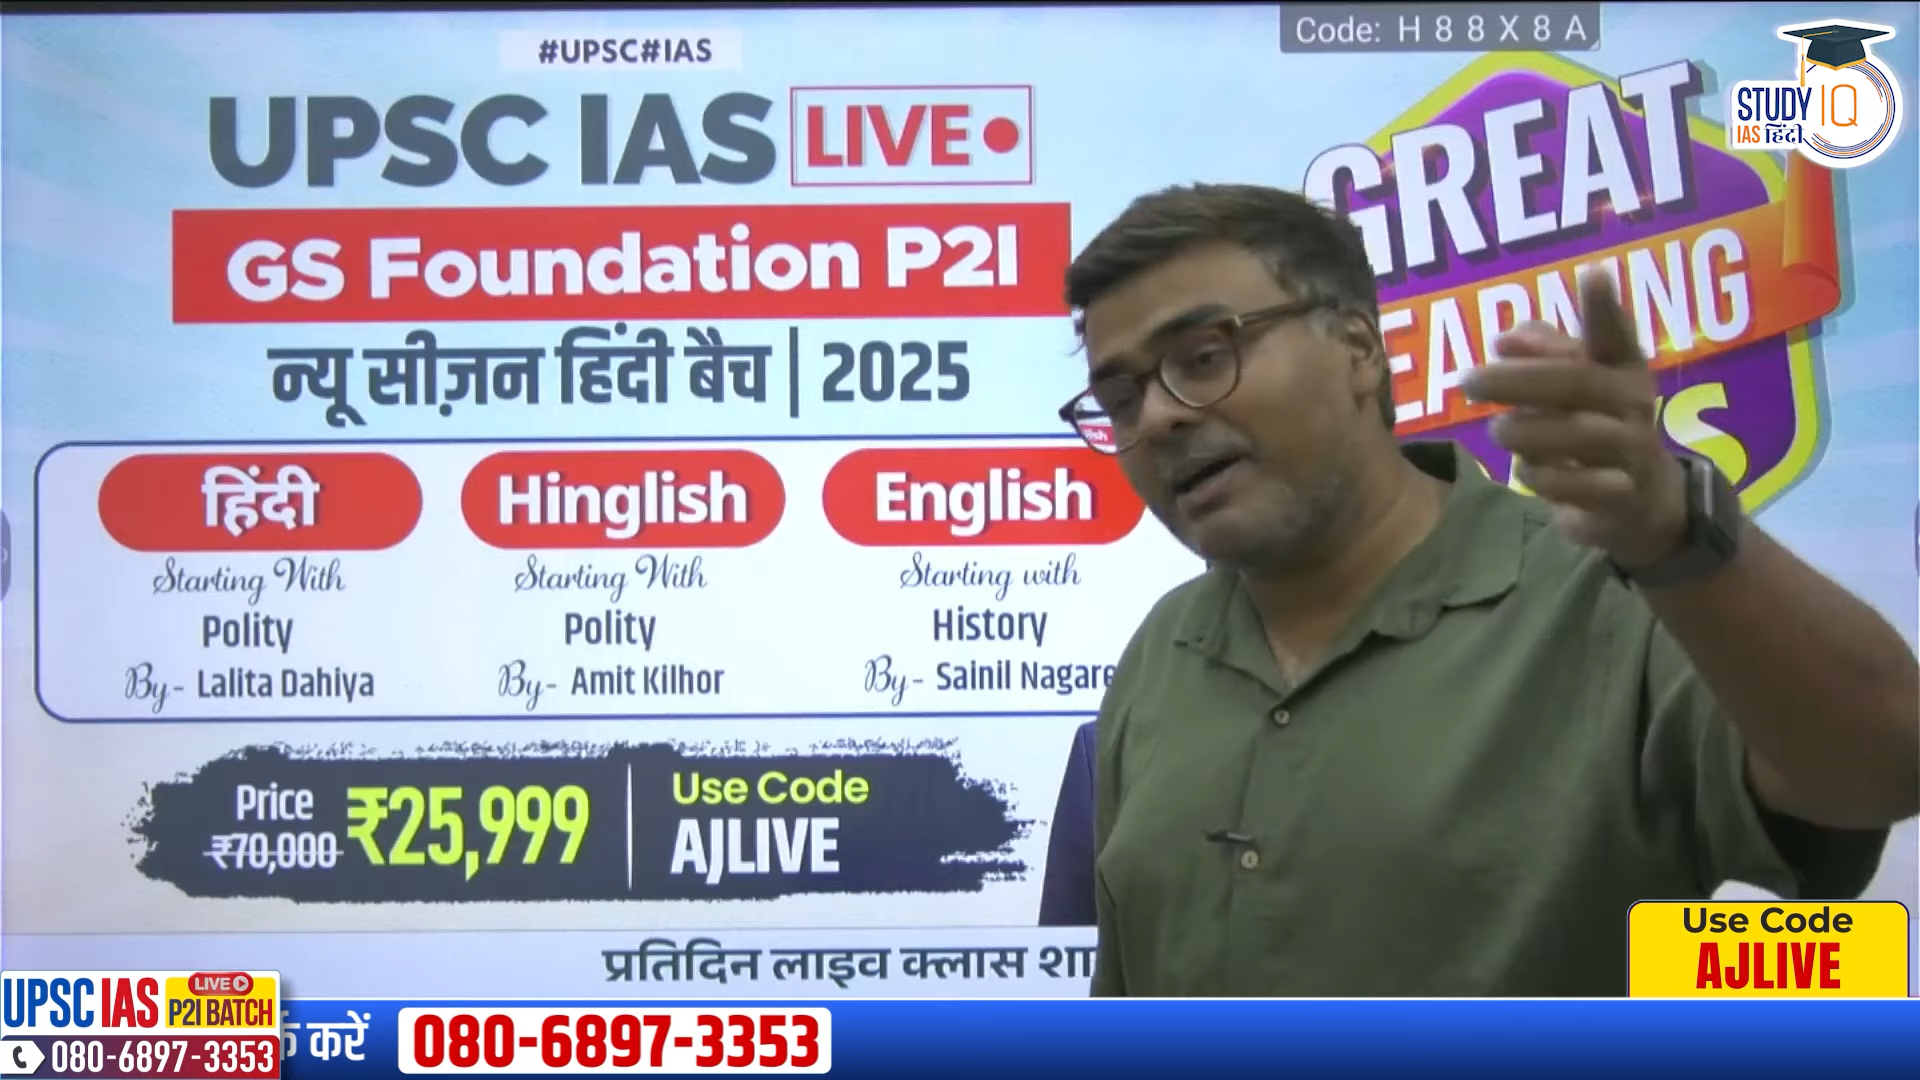 #UPSC#IAS
Code: H 8 8 X 8 A
STUDY IQ
IAS हिंदी
UPSC IAS LIVE
GS Foundation P2I
न्यू सीज़न हिंदी बैच | 2025
GREAT
LEARNING
हिंदी
Starting With
Polity
By- Lalita Dahiya
Hinglish
Starting With
Polity
By- Amit Kilhor
English
Starting with
History
By- Sainil Nagare
Price
₹70,000
₹25,999
Use Code
AJLIVE
प्रतिदिन लाइव क्लास शा
Use Code
AJLIVE
UPSC IAS
LIVE
P2I BATCH
080-6897-3353
करें
080-6897-3353